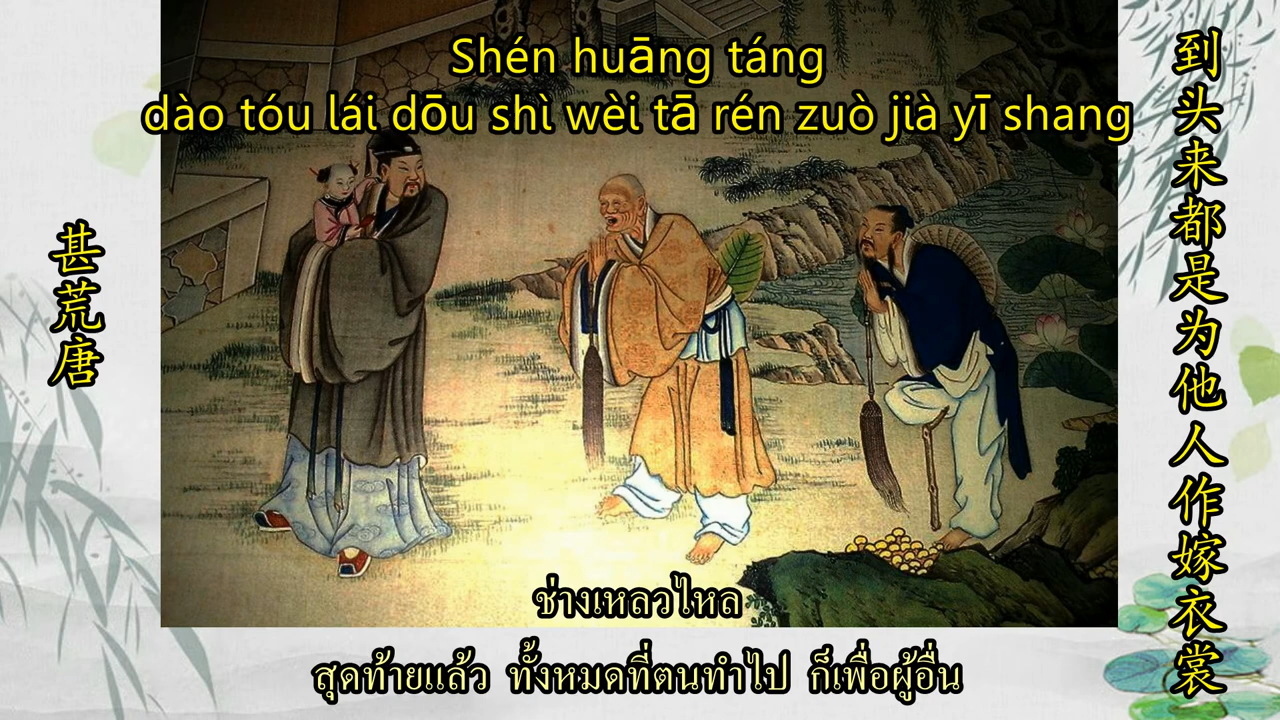 Shén huāng táng
dào tóu lái dōu shì wèi tā rén zuò jià yī shang
甚荒唐
到头来都是为他人作嫁衣裳
ช่างเหลวไหล
สุดท้ายแล้ว ทั้งหมดที่ตนทำไป ก็เพื่อผู้อื่น